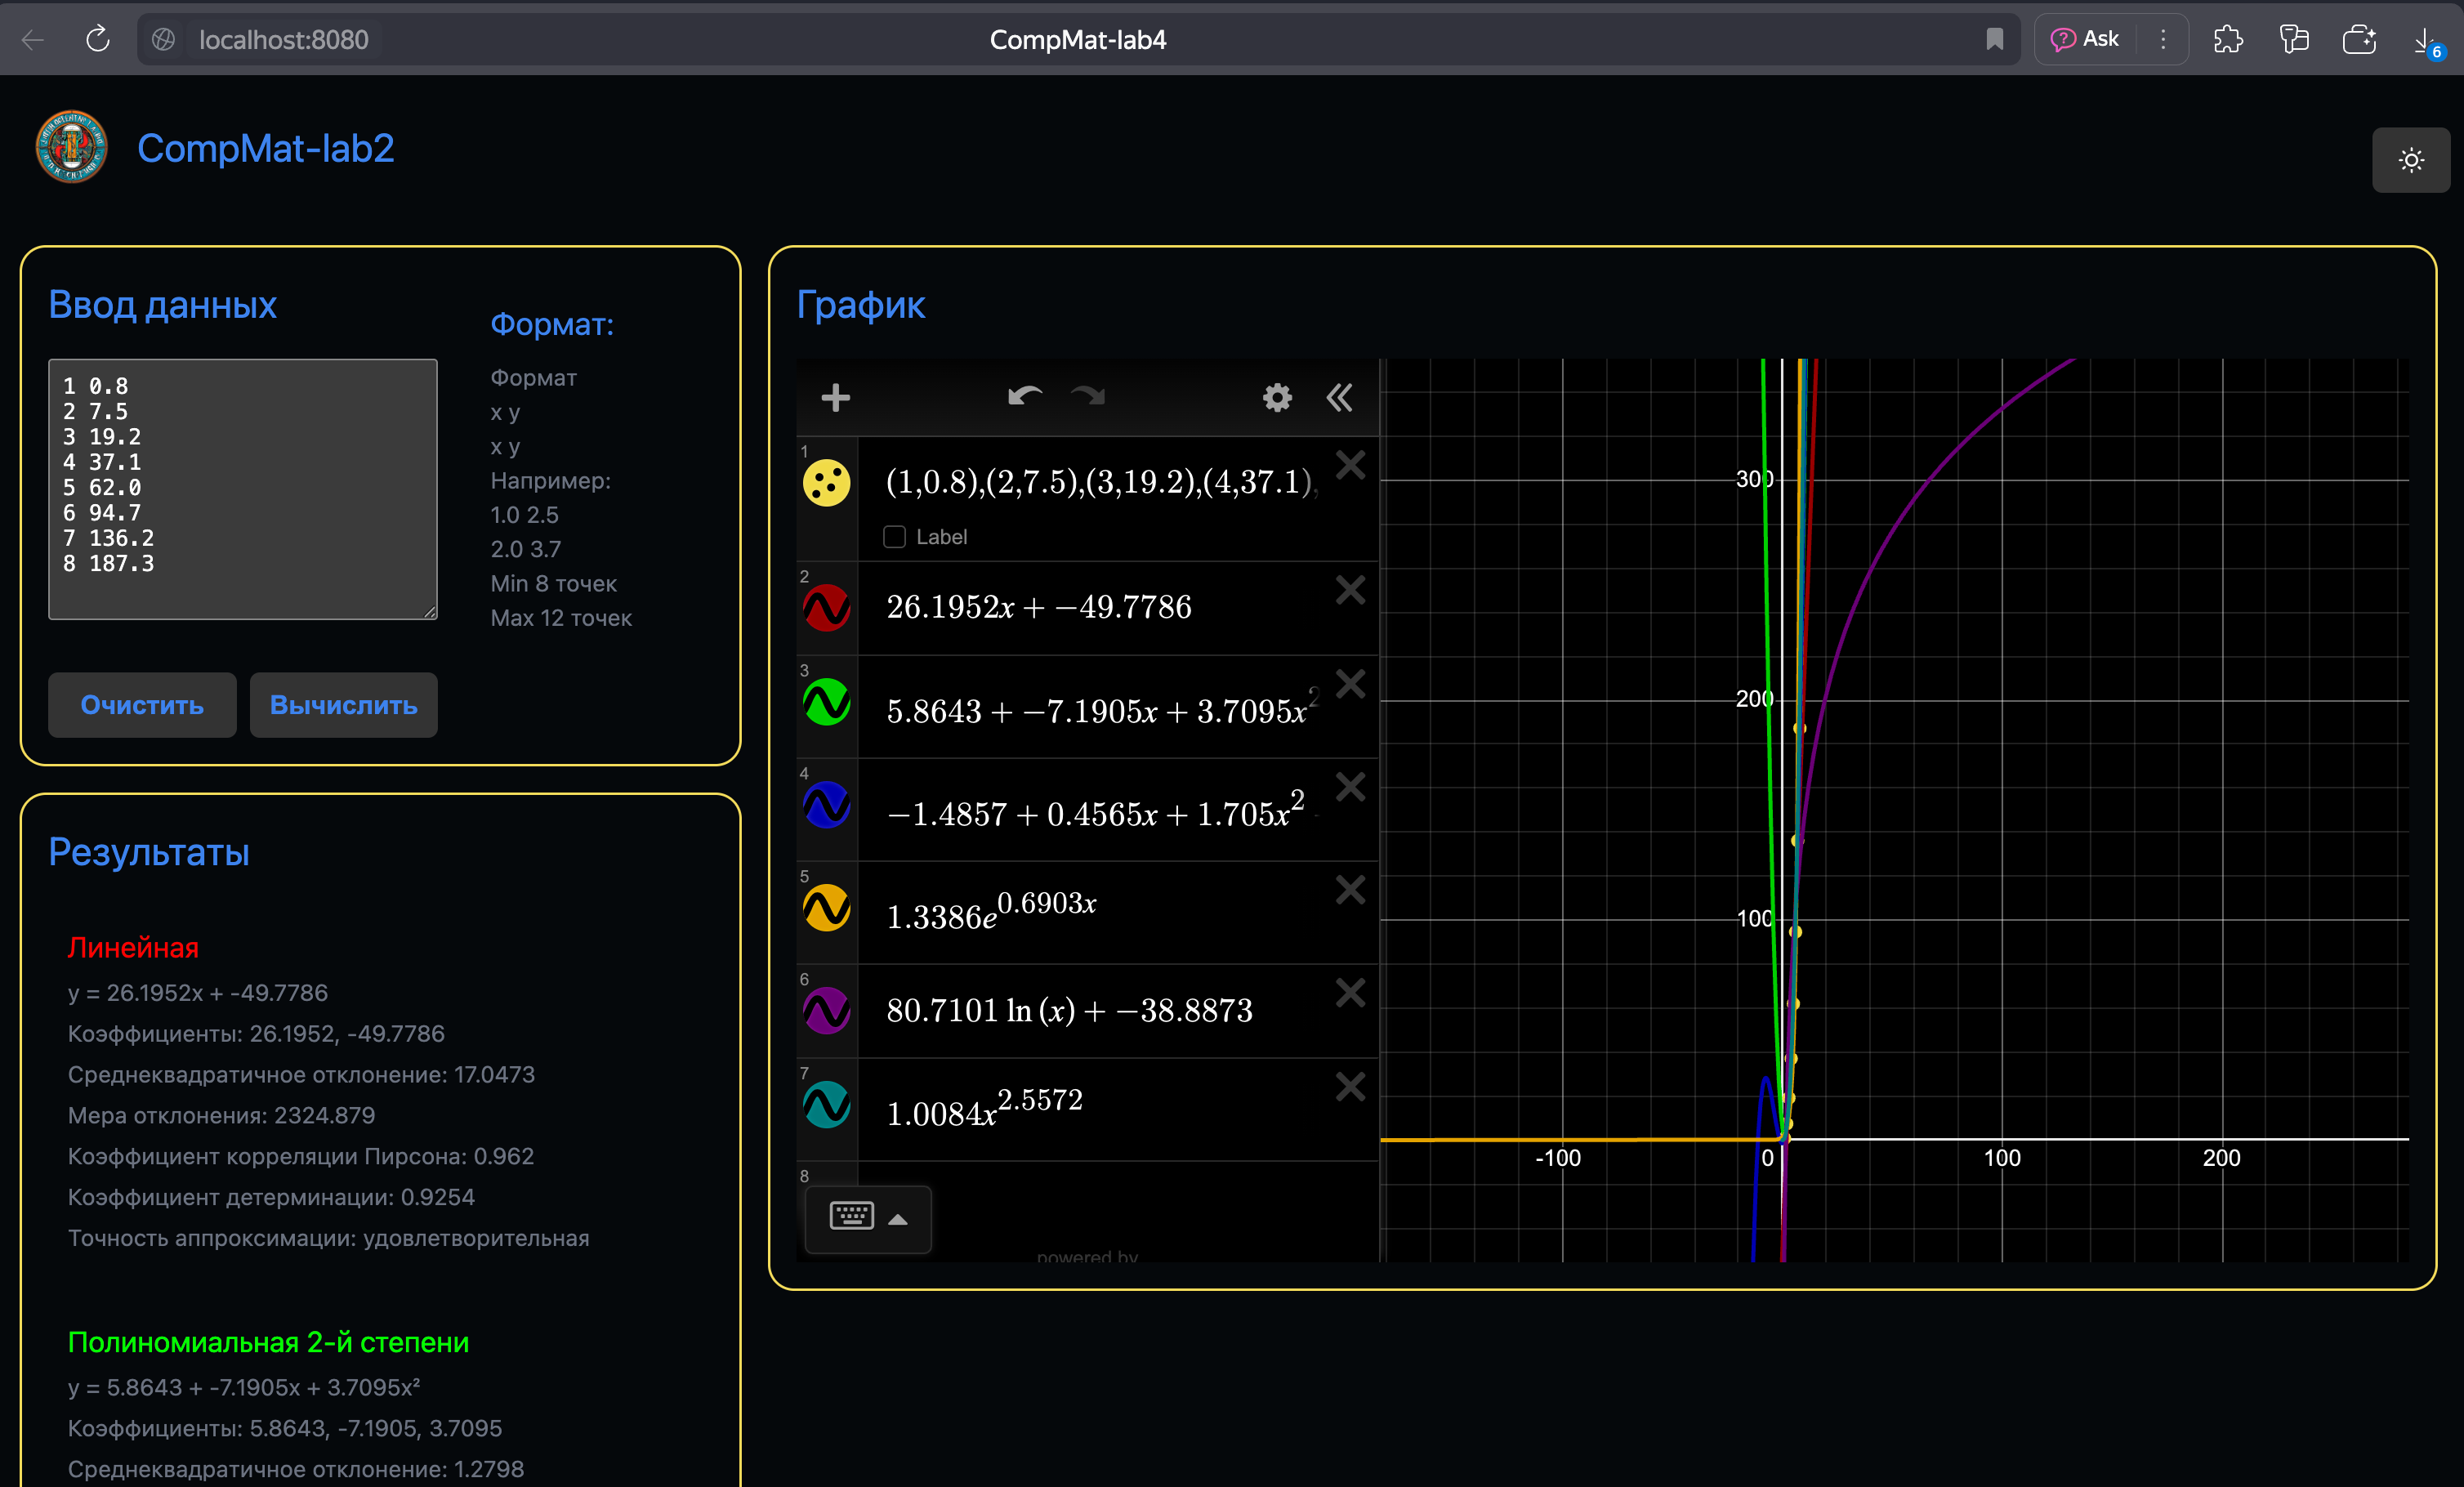 localhost:8080
CompMat-lab4
Ask
6
CompMat-lab2
Ввод данных
1 0.8
2 7.5
3 19.2
4 37.1
5 62.0
6 94.7
7 136.2
8 187.3
Формат:
Формат
x y
x y
Например:
1.0 2.5
2.0 3.7
Min 8 точек
Max 12 точек
Очистить
Вычислить
Результаты
Линейная
y = 26.1952x + -49.7786
Коэффициенты: 26.1952, -49.7786
Среднеквадратичное отклонение: 17.0473
Мера отклонения: 2324.879
Коэффициент корреляции Пирсона: 0.962
Коэффициент детерминации: 0.9254
Точность аппроксимации: удовлетворительная
Полиномиальная 2-й степени
y = 5.8643 + -7.1905x + 3.7095x²
Коэффициенты: 5.8643, -7.1905, 3.7095
Среднеквадратичное отклонение: 1.2798
График
1
(1,0.8),(2,7.5),(3,19.2),(4,37.1),
Label
2
26.1952x + −49.7786
3
5.8643 + −7.1905x + 3.7095x²
4
−1.4857 + 0.4565x + 1.705x²
5
1.3386e^0.6903x
6
80.7101 ln (x) + −38.8873
7
1.0084x^2.5572
8
powered by
300
200
100
-100
0
100
200